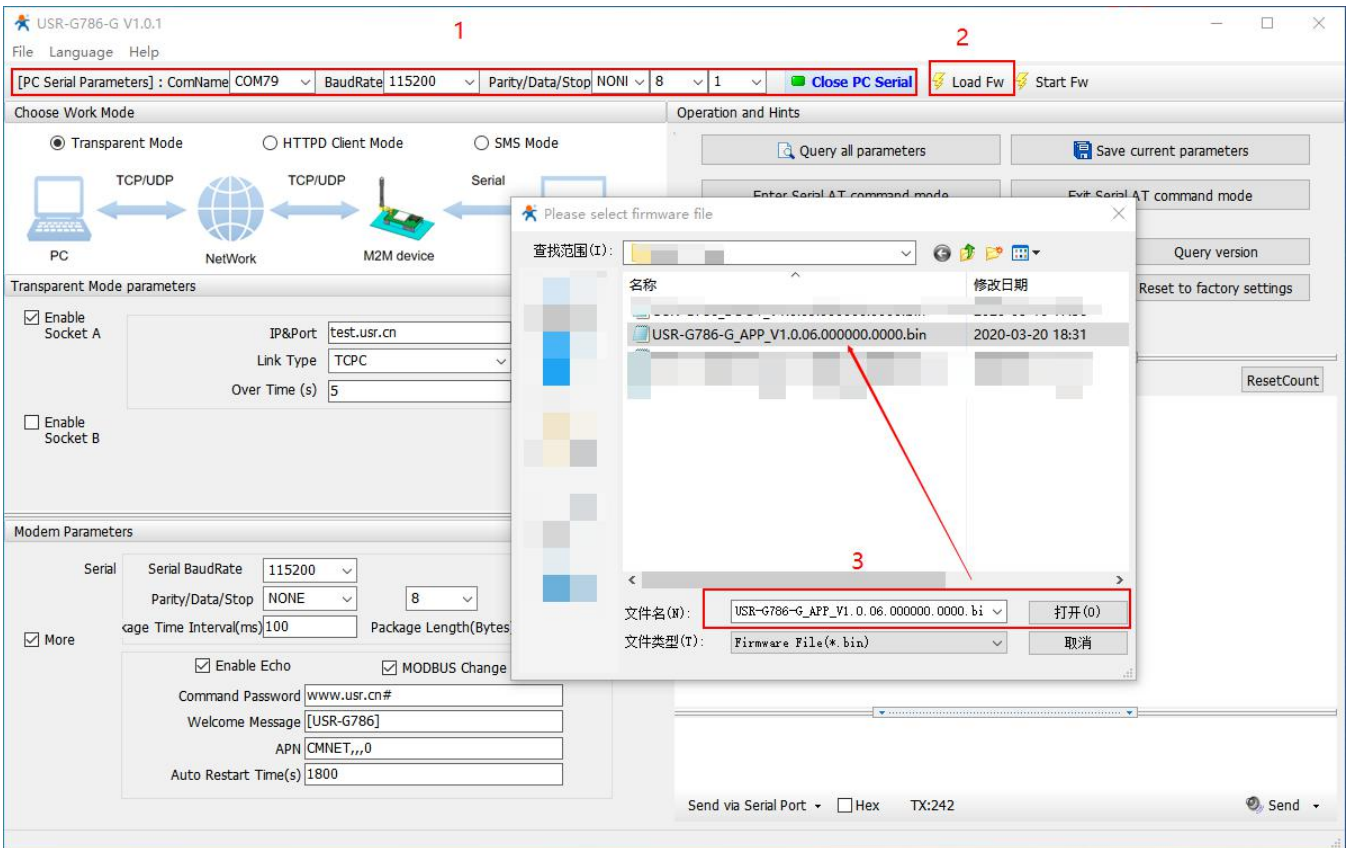 USR-G786-G V1.0.1
1
2
File Language Help
[PC Serial Parameters] : ComName COM79 BaudRate 115200 Parity/Data/Stop NONI 8 1 Close PC Serial Load Fw Start Fw
Choose Work Mode
Operation and Hints
Transparent Mode HTTPD Client Mode SMS Mode
Query all parameters Save current parameters
TCP/UDP TCP/UDP Serial
Enter Serial AT command mode Exit Serial AT command mode
PC NetWork M2M device
Query version
Reset to factory settings
Please select firmware file
查找范围(I):
名称 修改日期
USR-G786-G_APP_V1.0.06.000000.0000.bin 2020-03-20 18:31
3
文件名(N): USR-G786-G_APP_V1.0.06.000000.0000.bi 打开(O)
文件类型(T): Firmware File(*.bin) 取消
Transparent Mode parameters
Enable
Socket A
IP&Port test.usr.cn
Link Type TCPC
Over Time (s) 5
ResetCount
Enable
Socket B
Modem Parameters
Serial Serial BaudRate 115200
Parity/Data/Stop NONE 8
kage Time Interval(ms) 100 Package Length(Bytes
More
Enable Echo MODBUS Change
Command Password www.usr.cn#
Welcome Message [USR-G786]
APN CMNET,,,0
Auto Restart Time(s) 1800
Send via Serial Port Hex TX:242 Send